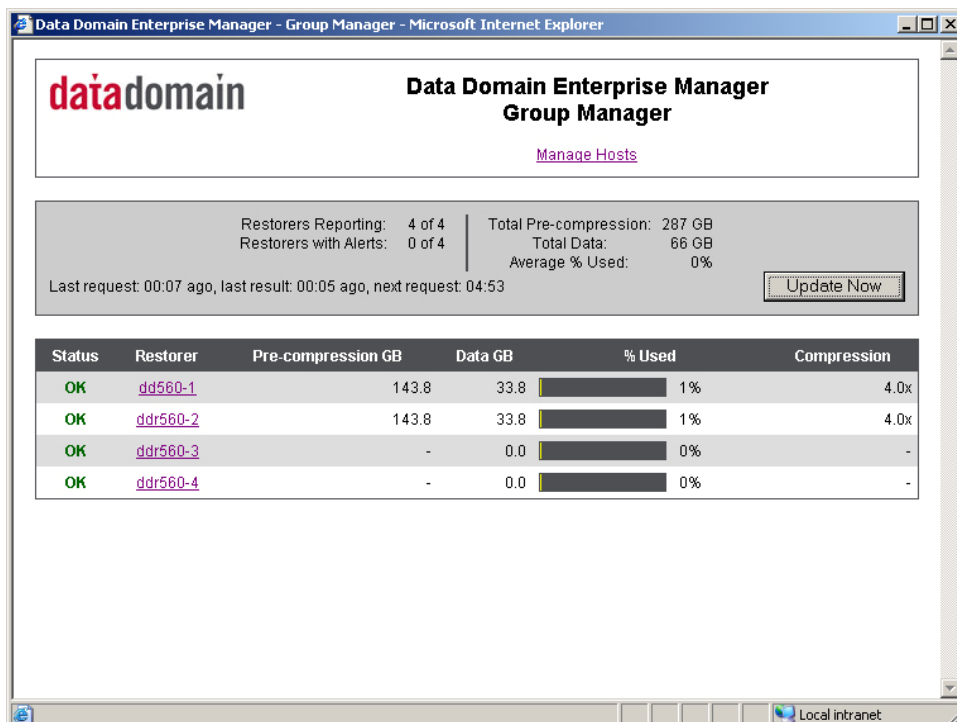 Data Domain Enterprise Manager - Group Manager - Microsoft Internet Explorer
datadomain
Data Domain Enterprise Manager
Group Manager
Manage Hosts
Restorers Reporting: 4 of 4 Total Pre-compression: 287 GB
Restorers with Alerts: 0 of 4 Total Data: 66 GB
Average % Used: 0%
Last request: 00:07 ago, last result: 00:05 ago, next request: 04:53 Update Now
Status Restorer Pre-compression GB Data GB % Used Compression
OK dd560-1 143.8 33.8 1% 4.0x
OK ddr560-2 143.8 33.8 1% 4.0x
OK ddr560-3 - 0.0 0% -
OK ddr560-4 - 0.0 0% -
Local intranet